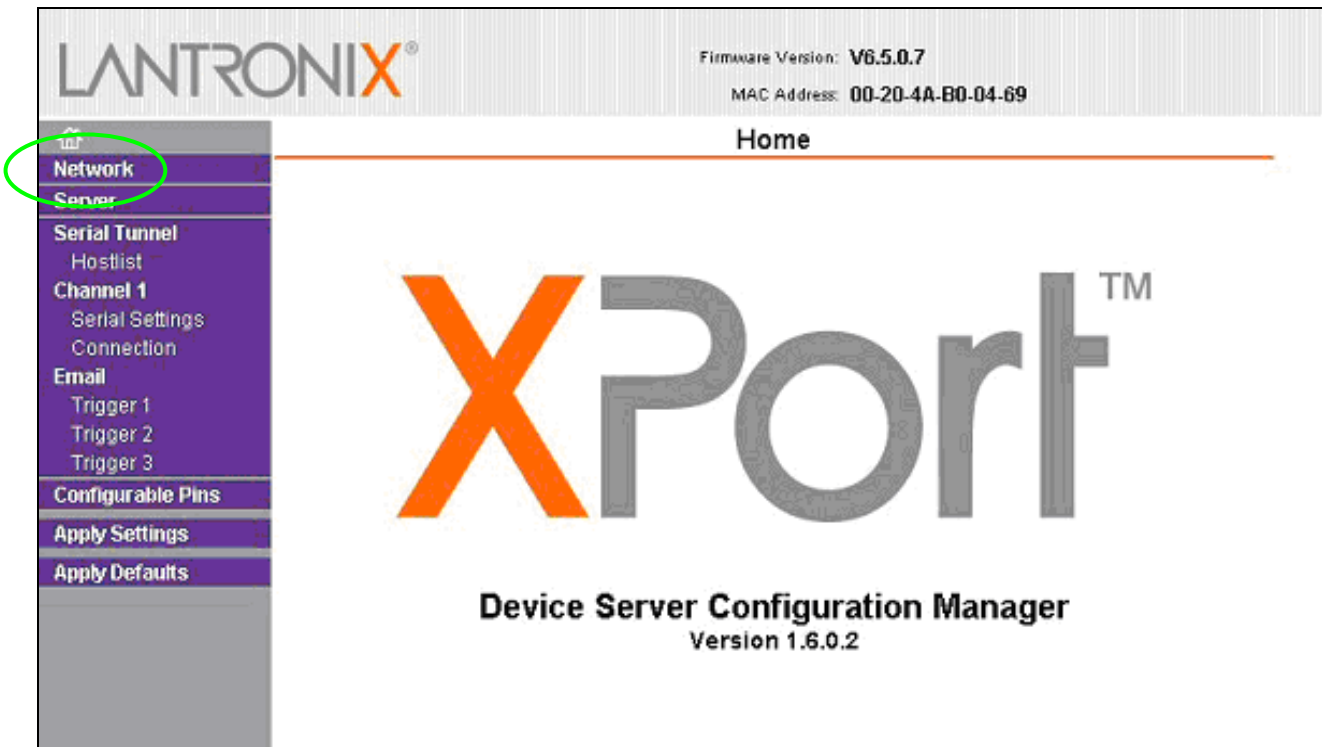 LANTRONIX®
Firmware Version: V6.5.0.7
MAC Address: 00-20-4A-B0-04-69
Home
Network
Server
Serial Tunnel
Hostlist
Channel 1
Serial Settings
Connection
Email
Trigger 1
Trigger 2
Trigger 3
Configurable Pins
Apply Settings
Apply Defaults
XPort™
Device Server Configuration Manager
Version 1.6.0.2